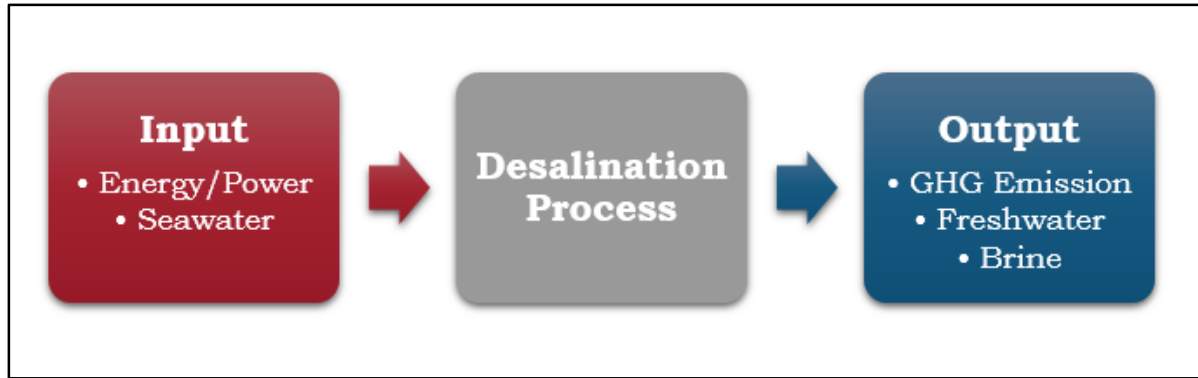 Input
• Energy/Power
• Seawater
Desalination
Process
Output
• GHG Emission
• Freshwater
• Brine